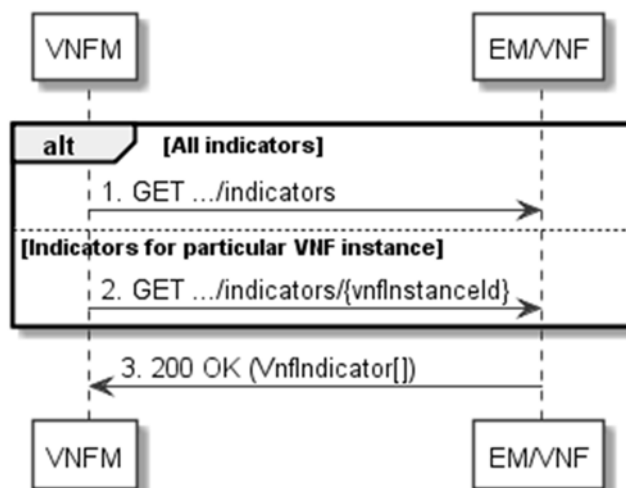 VNFM EM/VNF
alt [All indicators]
1. GET .../indicators
[Indicators for particular VNF instance]
2. GET .../indicators/{vnfInstanceId}
3. 200 OK (VnfIndicator[])
VNFM EM/VNF